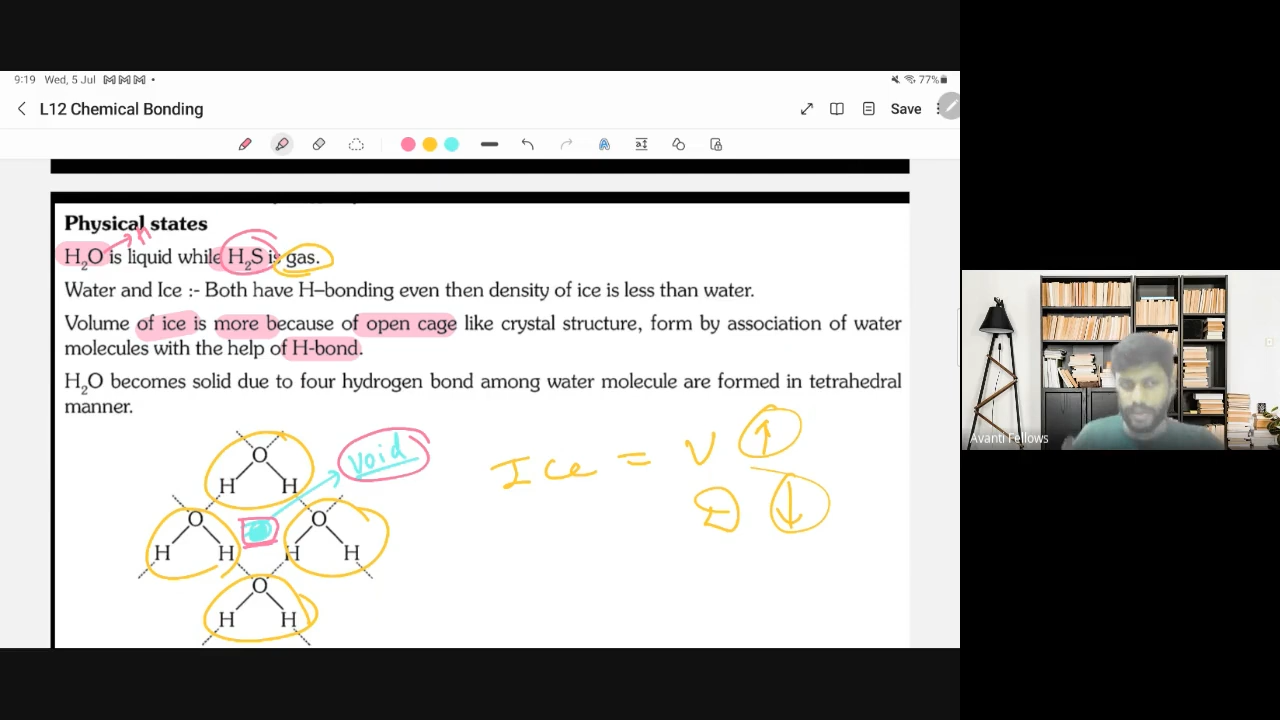 9:19 Wed, 5 Jul
77%
L12 Chemical Bonding
Save
Physical states
H₂O is liquid while H₂S is gas.
Water and Ice :- Both have H–bonding even then density of ice is less than water.
Volume of ice is more because of open cage like crystal structure, form by association of water
molecules with the help of H-bond.
H₂O becomes solid due to four hydrogen bond among water molecule are formed in tetrahedral
manner.
void
O
H H
O O
H H H H
O
H H
Ice = V ↑
D ↓
Avanti Fellows